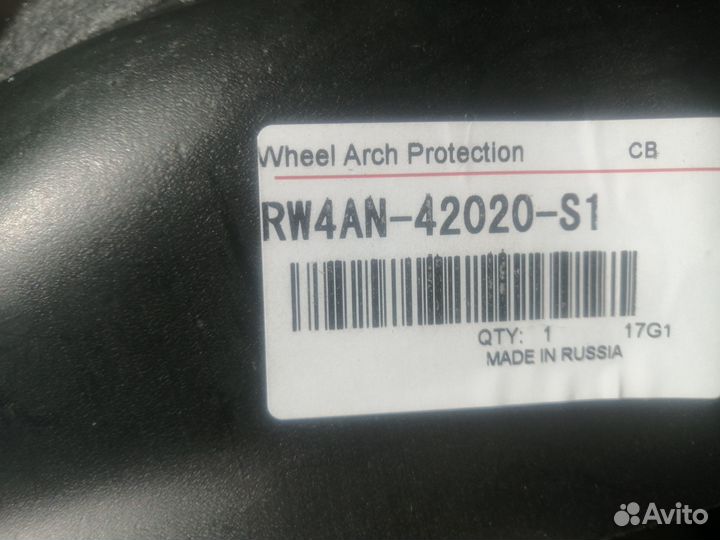 Wheel Arch Protection CB
RW4AN-42020-S1
QTY: 1 17G1
MADE IN RUSSIA
Avito